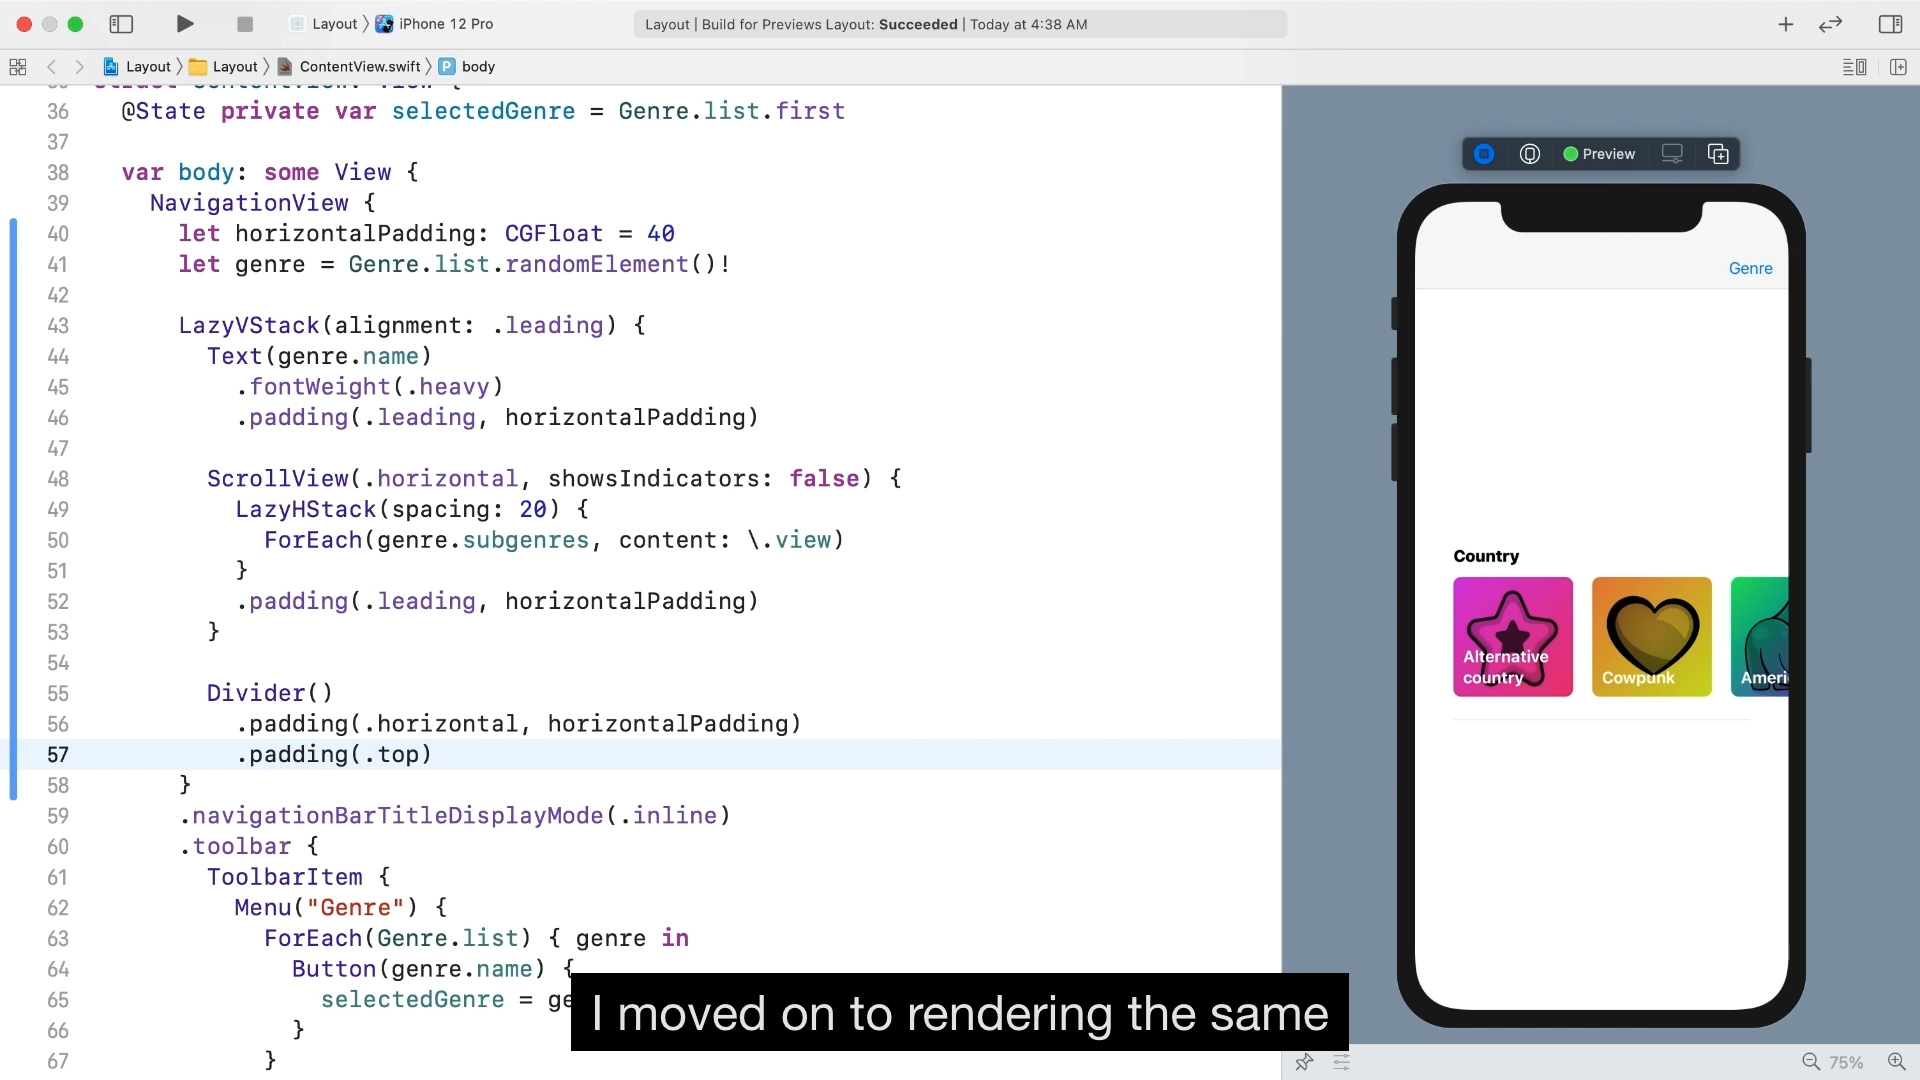 Layout 〉 iPhone 12 Pro
Layout | Build for Previews Layout: Succeeded | Today at 4:38 AM
Layout 〉 Layout 〉 ContentView.swift 〉 P body
36 @State private var selectedGenre = Genre.list.first
37
38 var body: some View {
39 NavigationView {
40 let horizontalPadding: CGFloat = 40
41 let genre = Genre.list.randomElement()!
42
43 LazyVStack(alignment: .leading) {
44 Text(genre.name)
45 .fontWeight(.heavy)
46 .padding(.leading, horizontalPadding)
47
48 ScrollView(.horizontal, showsIndicators: false) {
49 LazyHStack(spacing: 20) {
50 ForEach(genre.subgenres, content: \.view)
51 }
52 .padding(.leading, horizontalPadding)
53 }
54
55 Divider()
56 .padding(.horizontal, horizontalPadding)
57 .padding(.top)
58 }
59 .navigationBarTitleDisplayMode(.inline)
60 .toolbar {
61 ToolbarItem {
62 Menu("Genre") {
63 ForEach(Genre.list) { genre in
64 Button(genre.name) {
65 selectedGenre = ge
66 }
67 }
Preview
Genre
Country
Alternative
country
Cowpunk
Ameri
I moved on to rendering the same
75%